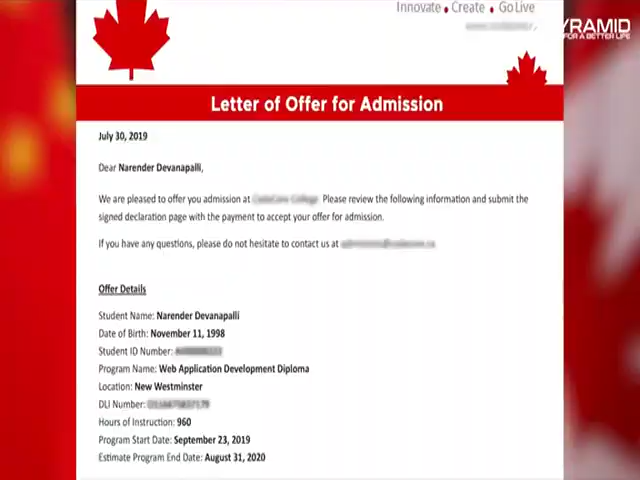 Innovate • Create • Go Live
YRAMID
FOR A BETTER LIFE
Letter of Offer for Admission
July 30, 2019
Dear Narender Devanapalli,
We are pleased to offer you admission at Please review the following information and submit the
signed declaration page with the payment to accept your offer for admission.
If you have any questions, please do not hesitate to contact us at
Offer Details
Student Name: Narender Devanapalli
Date of Birth: November 11, 1998
Student ID Number:
Program Name: Web Application Development Diploma
Location: New Westminster
DLI Number:
Hours of Instruction: 960
Program Start Date: September 23, 2019
Estimate Program End Date: August 31, 2020